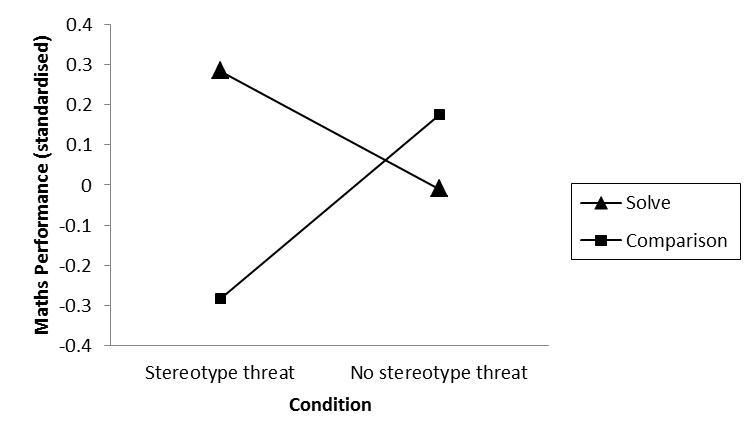 Maths Performance (standardised)
0.4
0.3
0.2
0.1
0
-0.1
-0.2
-0.3
-0.4
Stereotype threat
No stereotype threat
Condition
Solve
Comparison